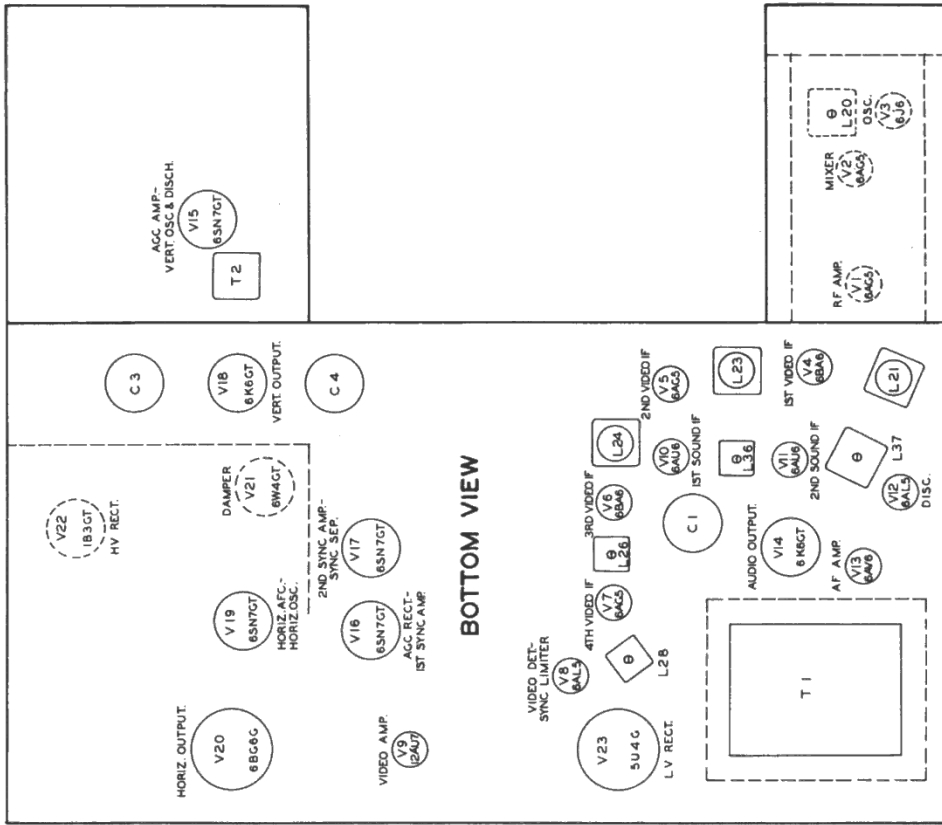 HORIZ. OUTPUT.
V20
6BG6G
V19
6SN7GT
HORIZ. AFC.-
HORIZ. OSC.
V22
1B3GT
HV RECT.
DAMPER
V21
6W4GT
C 3
V18
6K6GT
VERT. OUTPUT.
C 4
AGC AMP.-
VERT. OSC & DISCH.
V15
6SN7GT
T2
VIDEO AMP.
V9
12AU7
V16
6SN7GT
AGC RECT.-
1ST SYNC AMP.
2ND SYNC AMP.-
SYNC SEP.
V17
6SN7GT
BOTTOM VIEW
VIDEO DET-
SYNC LIMITER
V8
6AL5
V23
5U4G
LV RECT.
L28
4TH VIDEO IF
V7
6AG5
L26
3RD VIDEO IF
V6
6BA6
L24
2ND VIDEO IF
V5
6AG5
L23
V10
6AU6
1ST SOUND IF
L36
1ST VIDEO IF
V4
6BA6
L21
V11
6AU6
2ND SOUND IF
L37
V12
6AL5
DISC.
C 1
AUDIO OUTPUT.
V14
6K6GT
AF AMP.
V13
6AV6
T 1
RF AMP.
V1
6AG5
MIXER
V2
6AG5
L20
OSC.
V3
6J6